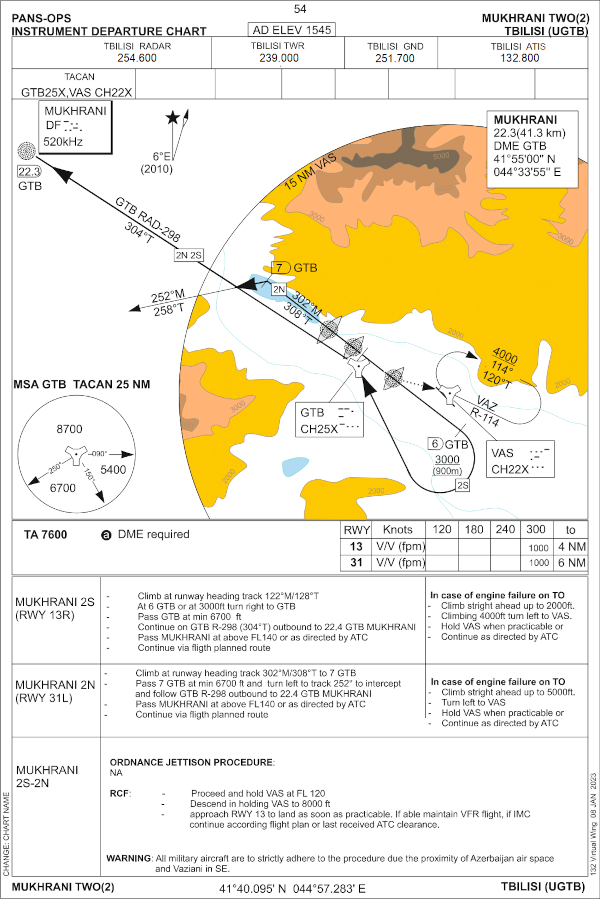 54
PANS-OPS
INSTRUMENT DEPARTURE CHART
AD ELEV 1545
MUKHRANI TWO(2)
TBILISI (UGTB)
TBILISI RADAR
254.600
TBILISI TWR
239.000
TBILISI GND
251.700
TBILISI ATIS
132.800
TACAN
GTB25X,VAS CH22X
MUKHRANI
DF
520kHz
22.3
GTB
6°E
(2010)
MUKHRANI
22.3(41.3 km)
DME GTB
41°55'00'' N
044°33'55'' E
15 NM VAS
5000
3000
3050
GTB RAD-298
304°T
2N 2S
7 GTB
2N
252°M
258°T
302°M
308°T
2000
2000
4000
114°
120°T
VAZ
R-114
3000
GTB
CH25X
VAS
CH22X
6 GTB
3000
(900m)
2S
2000
MSA GTB TACAN 25 NM
8700
090°
250°
150°
5400
6700
TA 7600
a DME required
RWY Knots 120 180 240 300 to
13 V/V (fpm) 1000 4 NM
31 V/V (fpm) 1000 6 NM
MUKHRANI 2S
(RWY 13R)
- Climb at runway heading track 122°M/128°T
- At 6 GTB or at 3000ft turn right to GTB
- Pass GTB at min 6700 ft
- Continue on GTB R-298 (304°T) outbound to 22.4 GTB MUKHRANI
- Pass MUKHRANI at above FL140 or as directed by ATC
- Continue via fligth planned route
In case of engine failure on TO
- Climb stright ahead up to 2000ft.
- Climbing 4000ft turn left to VAS.
- Hold VAS when practicable or
- Continue as directed by ATC
MUKHRANI 2N
(RWY 31L)
- Climb at runway heading track 302°M/308°T to 7 GTB
- Pass 7 GTB at min 6700 ft and turn left to track 252° to intercept
and follow GTB R-298 outbound to 22.4 GTB MUKHRANI
- Pass MUKHRANI at above FL140 or as directed by ATC
- Continue via fligth planned route
In case of engine failure on TO
- Climb stright ahead up to 5000ft.
- Turn left to VAS
- Hold VAS when practicable or
- Continue as directed by ATC
MUKHRANI
2S-2N
ORDNANCE JETTISON PROCEDURE:
NA
RCF: - Proceed and hold VAS at FL 120
- Descend in holding VAS to 8000 ft
- approach RWY 13 to land as soon as practicable. If able maintain VFR flight, if IMC
continue according flight plan or last received ATC clearance.
WARNING: All military aircraft are to strictly adhere to the procedure due the proximity of Azerbaijan air space
and Vaziani in SE.
CHANGE: CHART NAME
132 Virtual Wing 08 JAN 2023
MUKHRANI TWO(2)
41°40.095' N 044°57.283' E
TBILISI (UGTB)